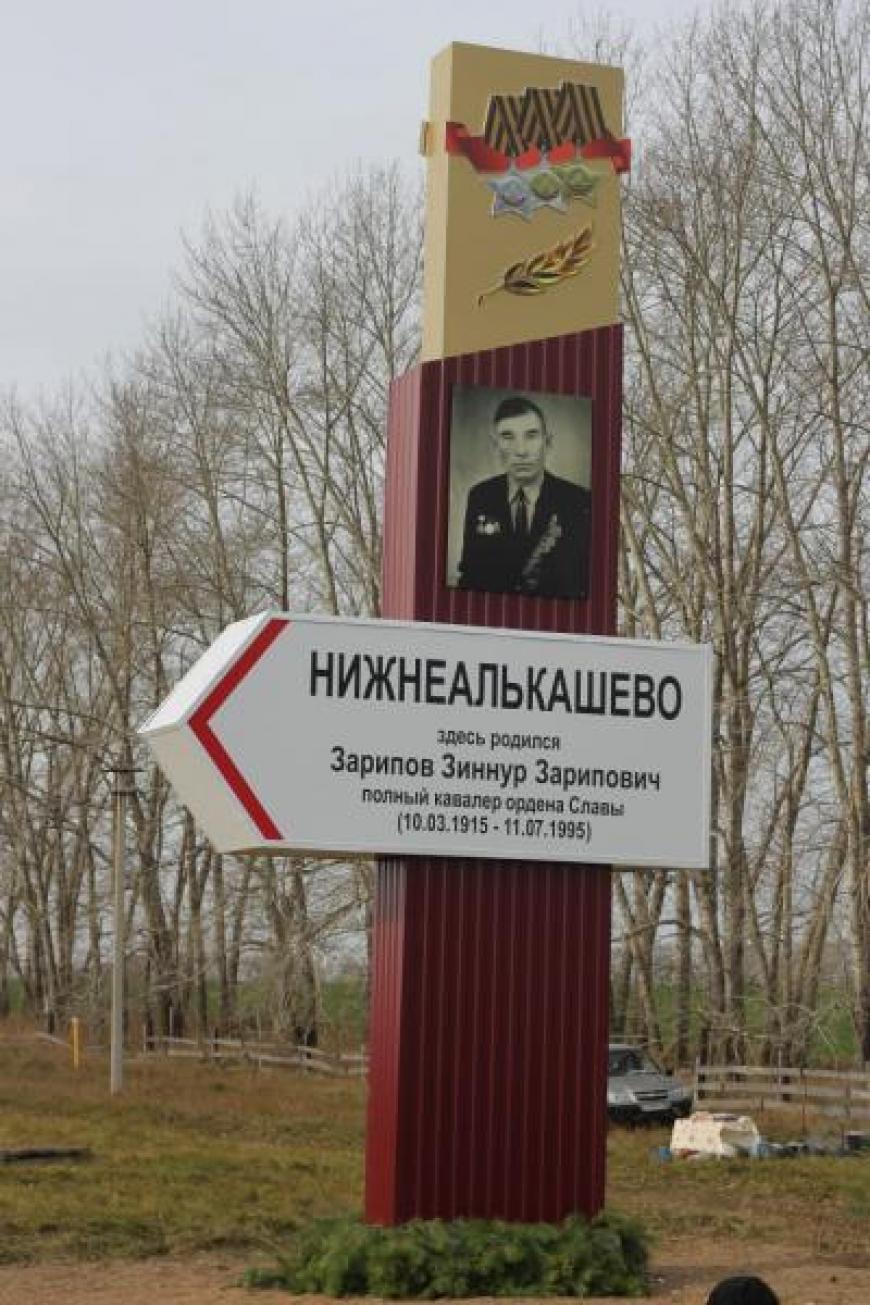 НИЖНЕАЛЬКАШЕВО
здесь родился
Зарипов Зиннур Зарипович
полный кавалер ордена Славы
(10.03.1915 - 11.07.1995)